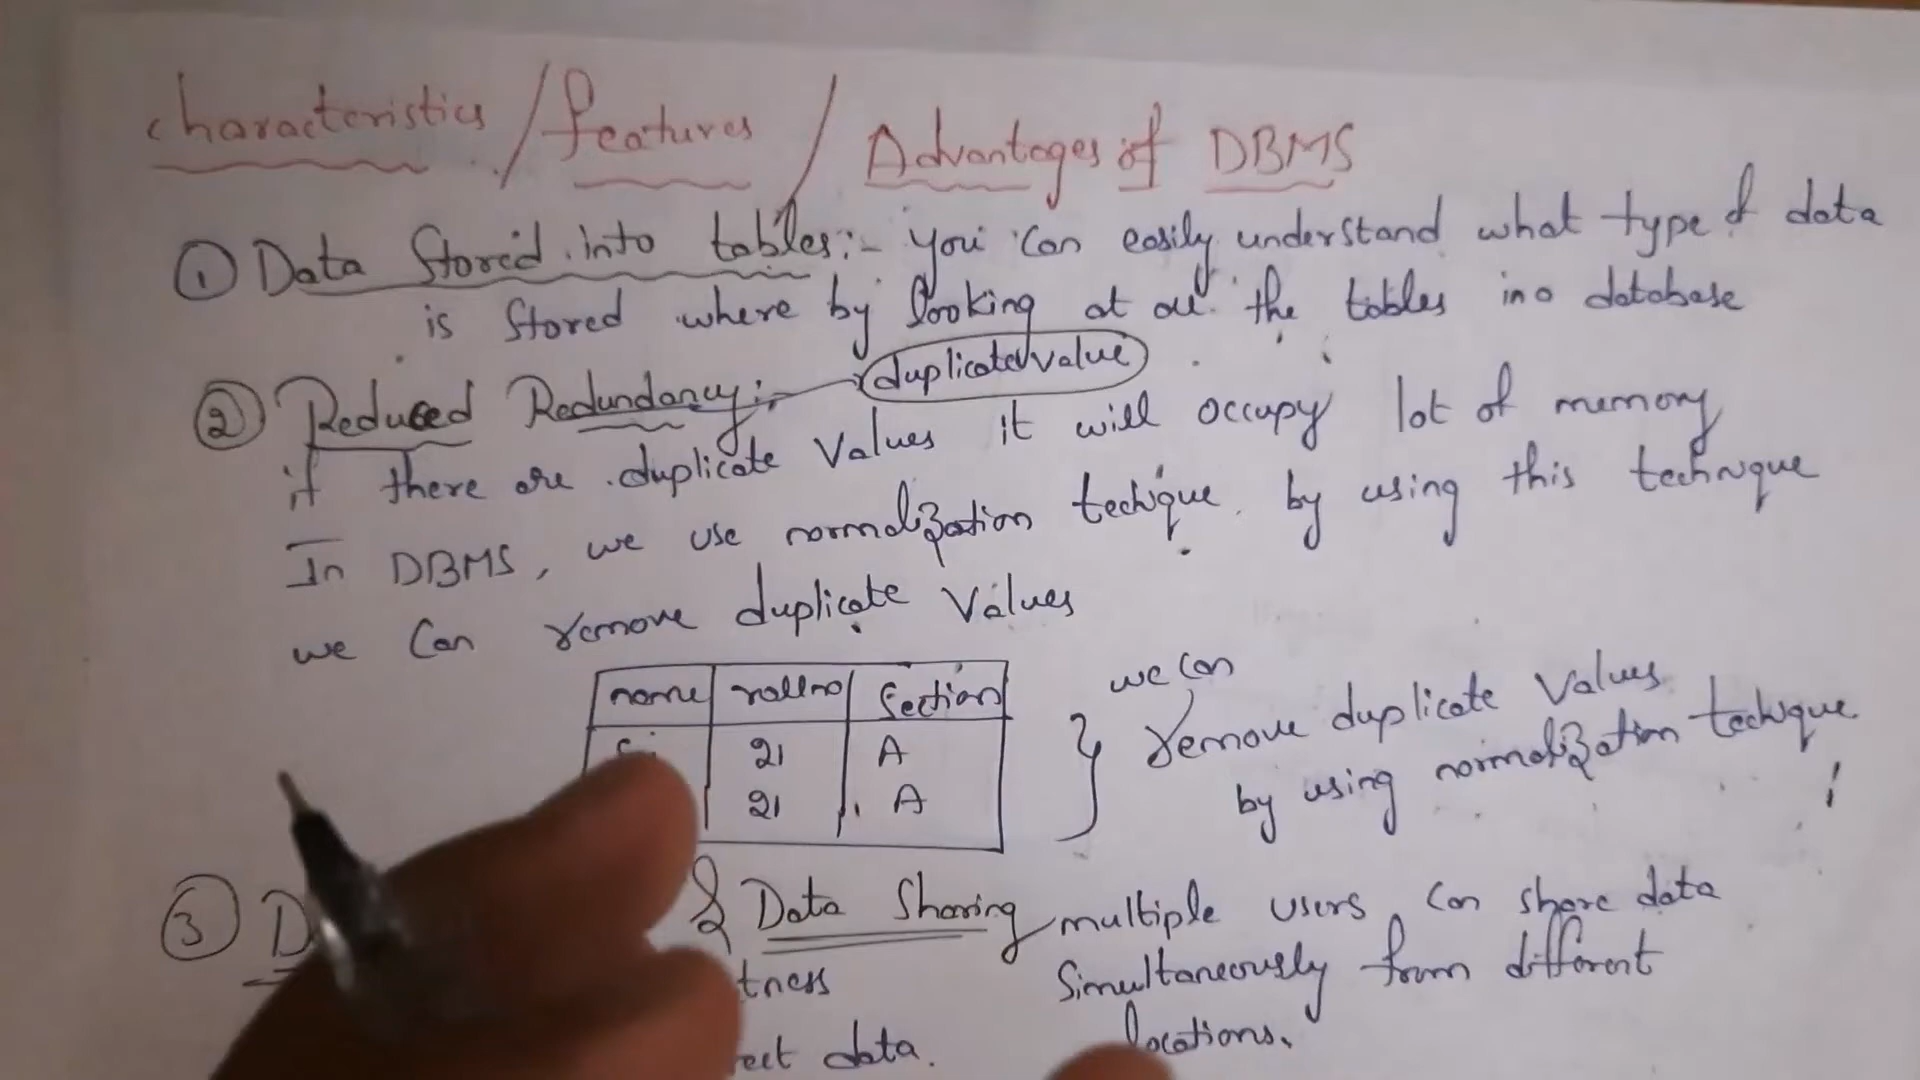 Characteristics / features / Advantages of DBMS
① Data Stored into tables:- you can easily understand what type of data
is stored where by looking at all the tables in a database
② Reduced Redundancy:- duplicate value
if there are duplicate values it will occupy lot of memory
In DBMS, we use normalization techique by using this technique
we can remove duplicate values
name rollno Section
21 A
21 A
we can
remove duplicate values
by using normalization techique
③ & Data Sharing multiple users can share data
simultaneously from different
data. locations.